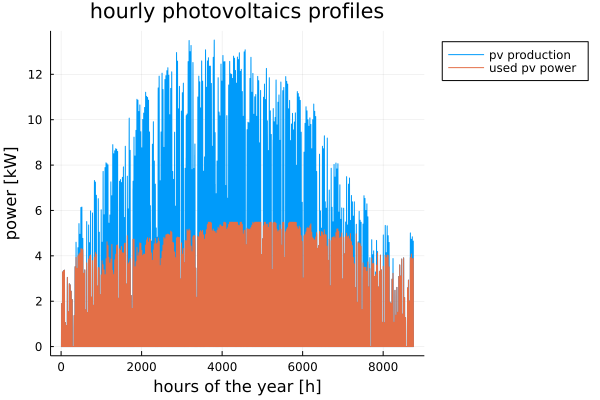 hourly photovoltaics profiles
pv production
used pv power
power [kW]
12
10
8
6
4
2
0
0 2000 4000 6000 8000
hours of the year [h]